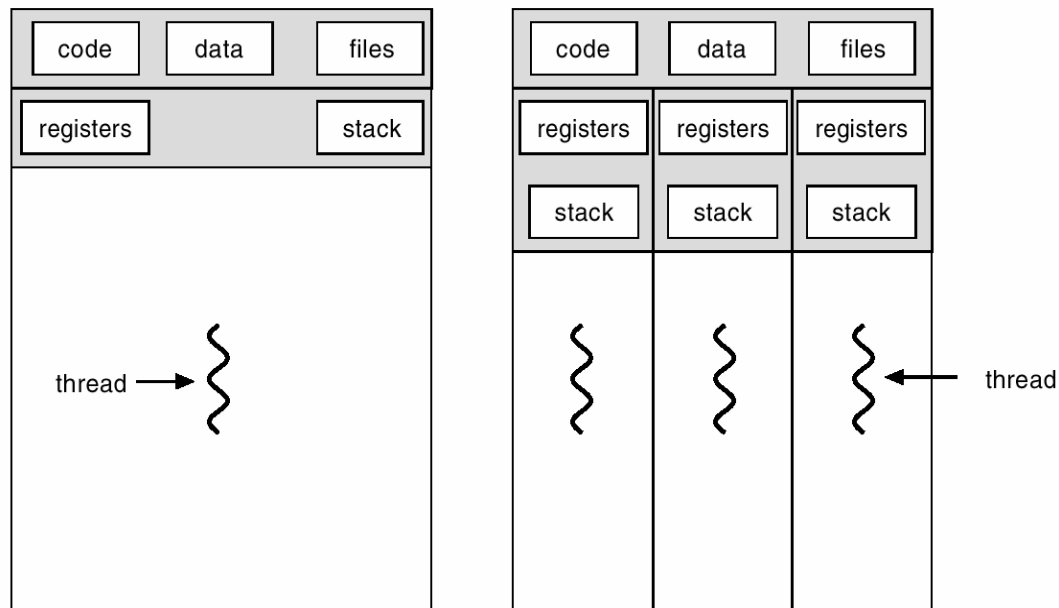 code data files
registers stack
thread
code data files
registers registers registers
stack stack stack
thread